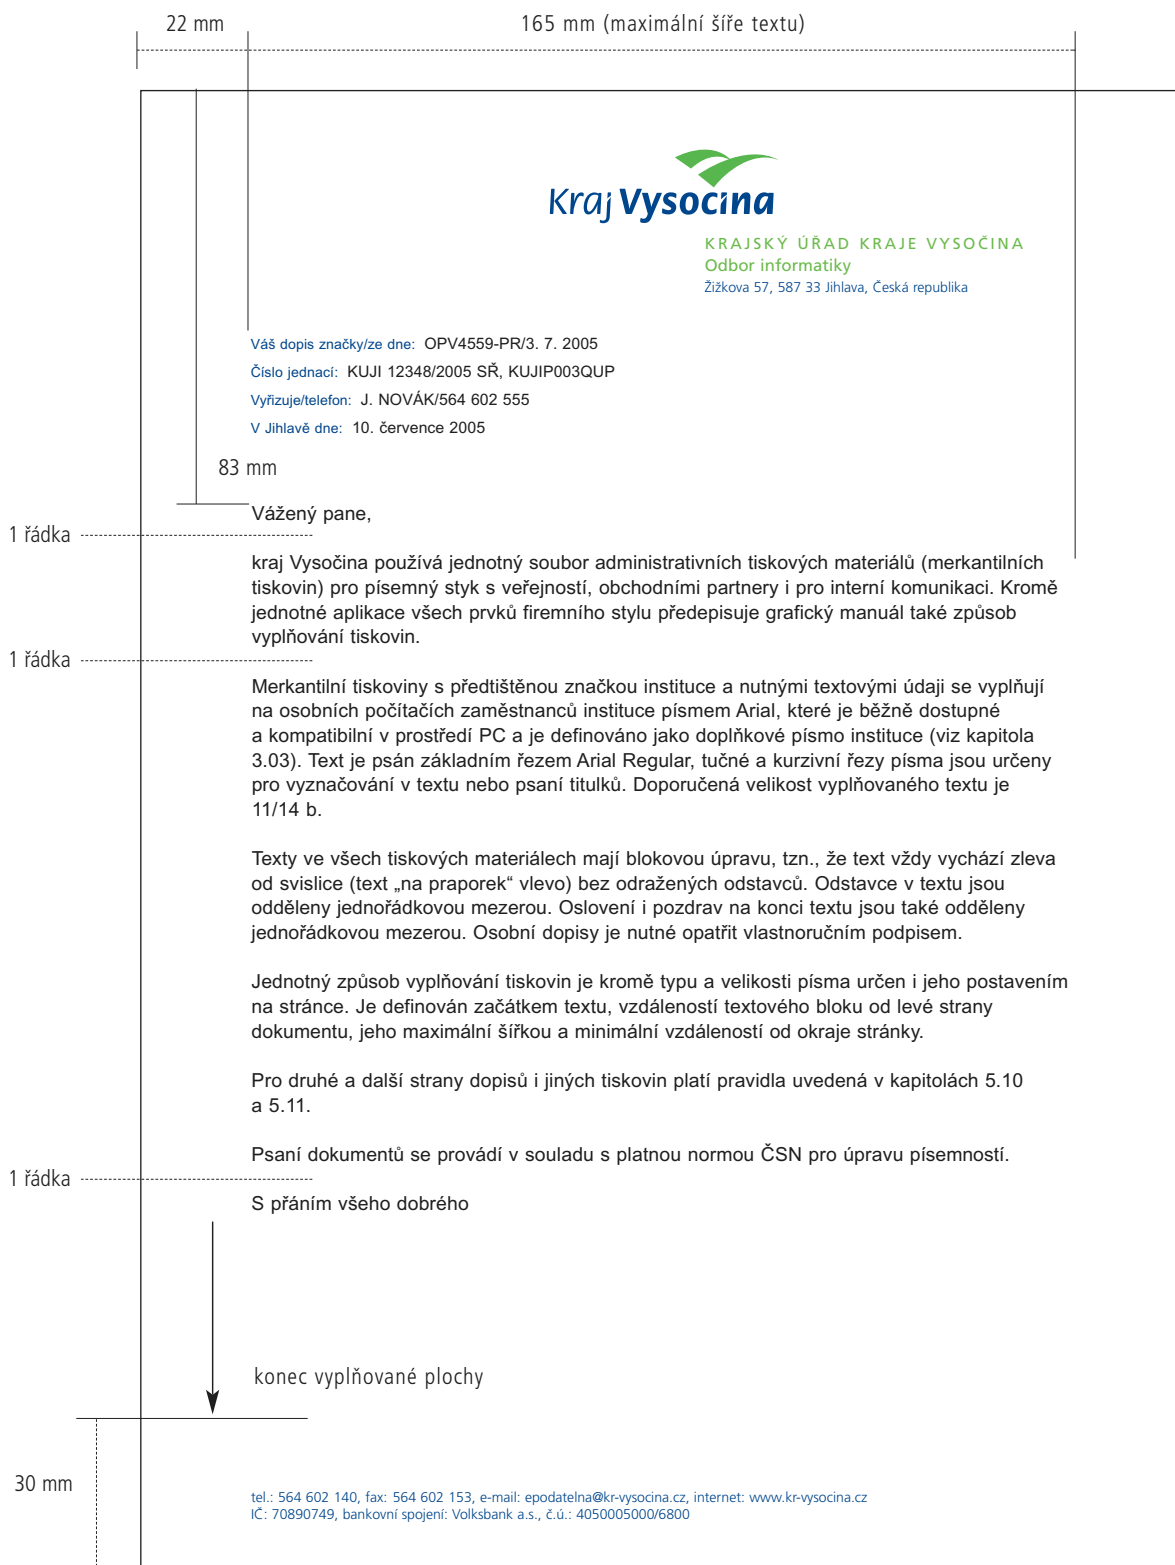 22 mm
165 mm (maximální šíře textu)
Kraj Vysočina
KRAJSKÝ ÚŘAD KRAJE VYSOČINA
Odbor informatiky
Žižkova 57, 587 33 Jihlava, Česká republika
Váš dopis značky/ze dne: OPV4559-PR/3. 7. 2005
Číslo jednací: KUJI 12348/2005 SŘ, KUJIP003QUP
Vyřizuje/telefon: J. NOVÁK/564 602 555
V Jihlavě dne: 10. července 2005
83 mm
Vážený pane,
1 řádka
kraj Vysočina používá jednotný soubor administrativních tiskových materiálů (merkantilních
tiskovin) pro písemný styk s veřejností, obchodními partnery i pro interní komunikaci. Kromě
jednotné aplikace všech prvků firemního stylu předepisuje grafický manuál také způsob
vyplňování tiskovin.
1 řádka
Merkantilní tiskoviny s předtištěnou značkou instituce a nutnými textovými údaji se vyplňují
na osobních počítačích zaměstnanců instituce písmem Arial, které je běžně dostupné
a kompatibilní v prostředí PC a je definováno jako doplňkové písmo instituce (viz kapitola
3.03). Text je psán základním řezem Arial Regular, tučné a kurzivní řezy písma jsou určeny
pro vyznačování v textu nebo psaní titulků. Doporučená velikost vyplňovaného textu je
11/14 b.
Texty ve všech tiskových materiálech mají blokovou úpravu, tzn., že text vždy vychází zleva
od svislice (text „na praporek“ vlevo) bez odražených odstavců. Odstavce v textu jsou
odděleny jednořádkovou mezerou. Oslovení i pozdrav na konci textu jsou také odděleny
jednořádkovou mezerou. Osobní dopisy je nutné opatřit vlastnoručním podpisem.
Jednotný způsob vyplňování tiskovin je kromě typu a velikosti písma určen i jeho postavením
na stránce. Je definován začátkem textu, vzdáleností textového bloku od levé strany
dokumentu, jeho maximální šířkou a minimální vzdáleností od okraje stránky.
Pro druhé a další strany dopisů i jiných tiskovin platí pravidla uvedená v kapitolách 5.10
a 5.11.
Psaní dokumentů se provádí v souladu s platnou normou ČSN pro úpravu písemností.
1 řádka
S přáním všeho dobrého
konec vyplňované plochy
30 mm
tel.: 564 602 140, fax: 564 602 153, e-mail: epodatelna@kr-vysocina.cz, internet: www.kr-vysocina.cz
IČ: 70890749, bankovní spojení: Volksbank a.s., č.ú.: 4050005000/6800